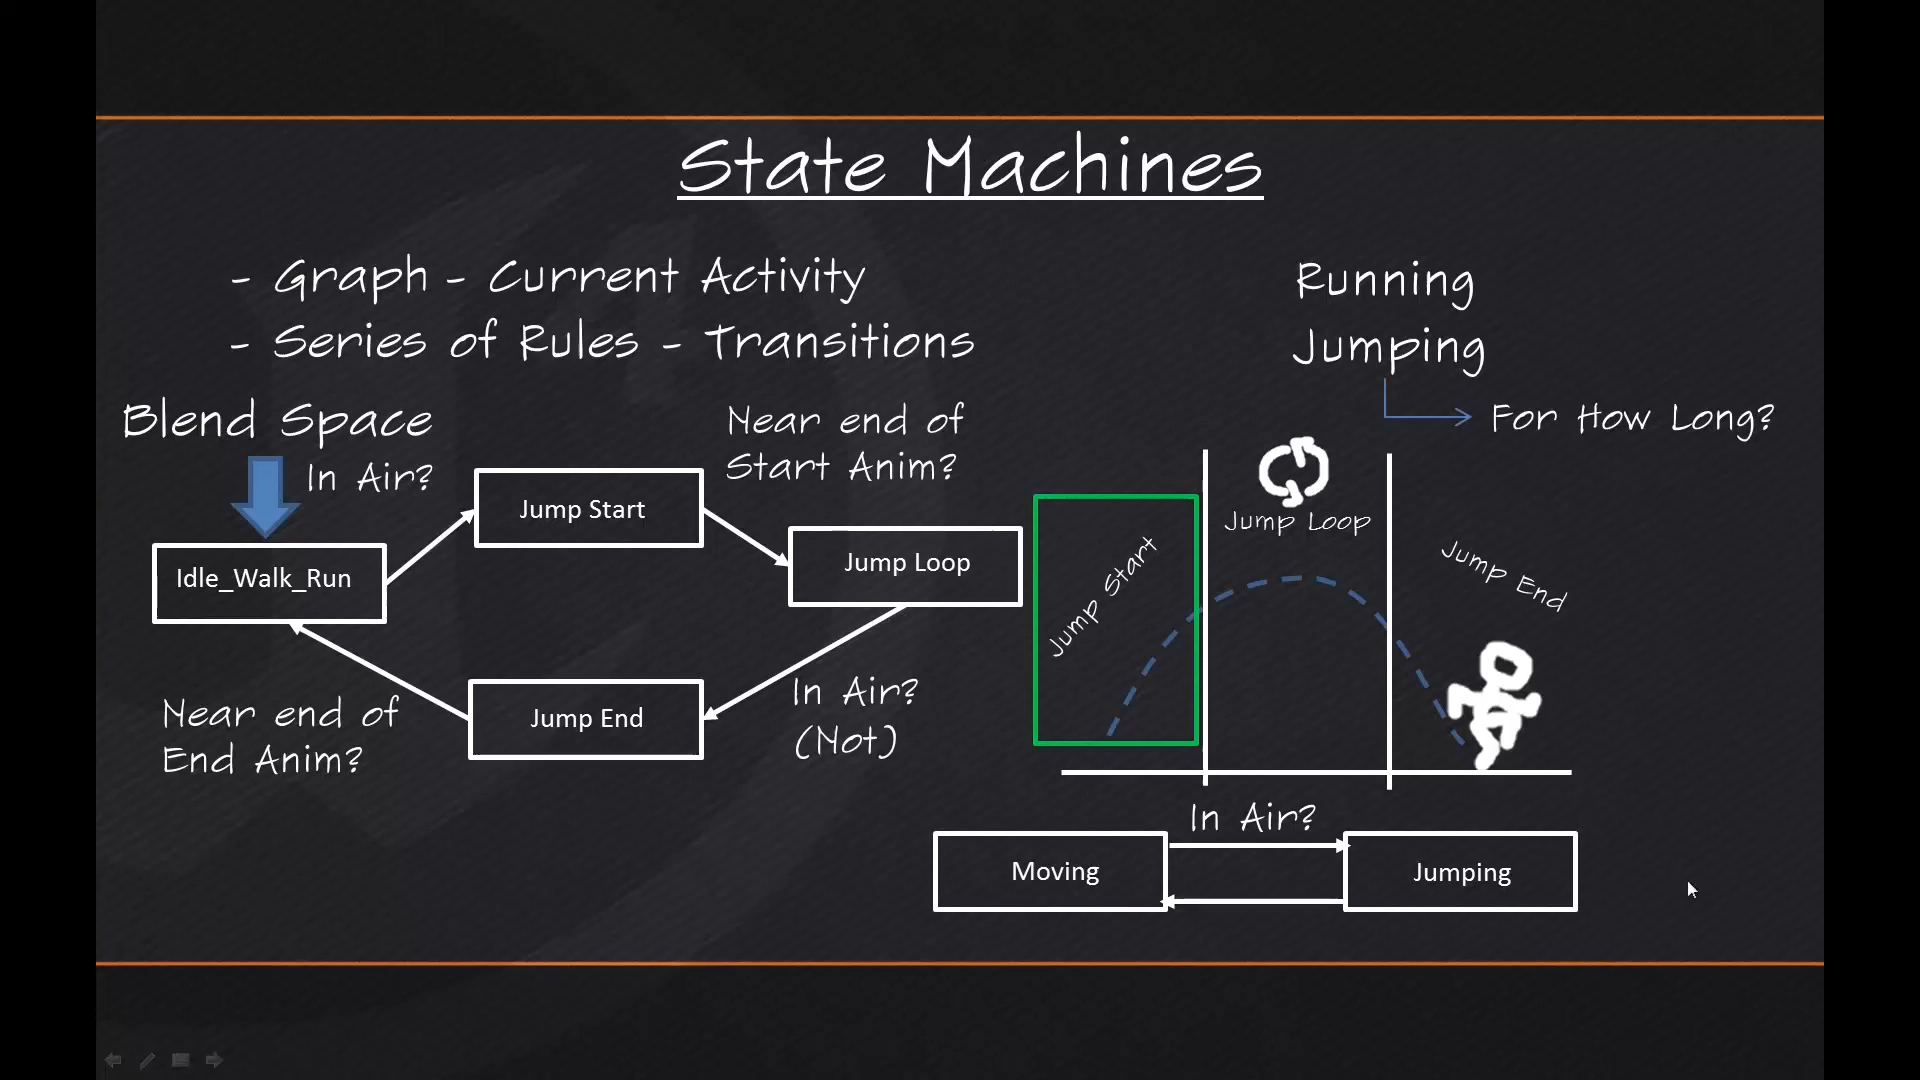 State Machines
- Graph - Current Activity
- Series of Rules - Transitions
Running
Jumping
For How Long?
Blend Space
In Air?
Near end of
Start Anim?
Jump Start
Jump Loop
Idle_Walk_Run
Jump End
Near end of
End Anim?
In Air?
(Not)
Jump Start
Jump Loop
Jump End
In Air?
Moving
Jumping